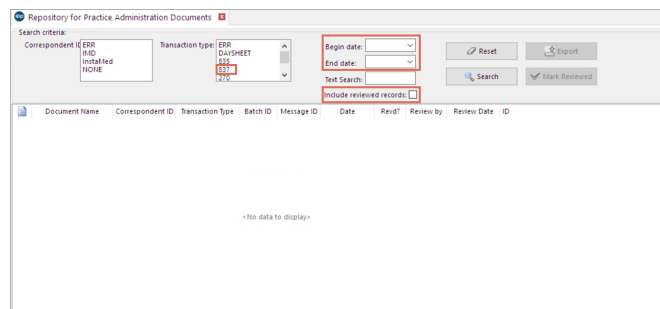 Repository for Practice Administration Documents
Search criteria:
Correspondent ID
ERR
IMD
InstaMed
NONE
Transaction type:
ERR
DAYSHEET
835
837
270
Begin date:
End date:
Text Search:
Include reviewed records:
Reset
Export
Search
Mark Reviewed
Document Name Correspondent ID Transaction Type Batch ID Message ID Date Revd? Review by Review Date ID
<No data to display>